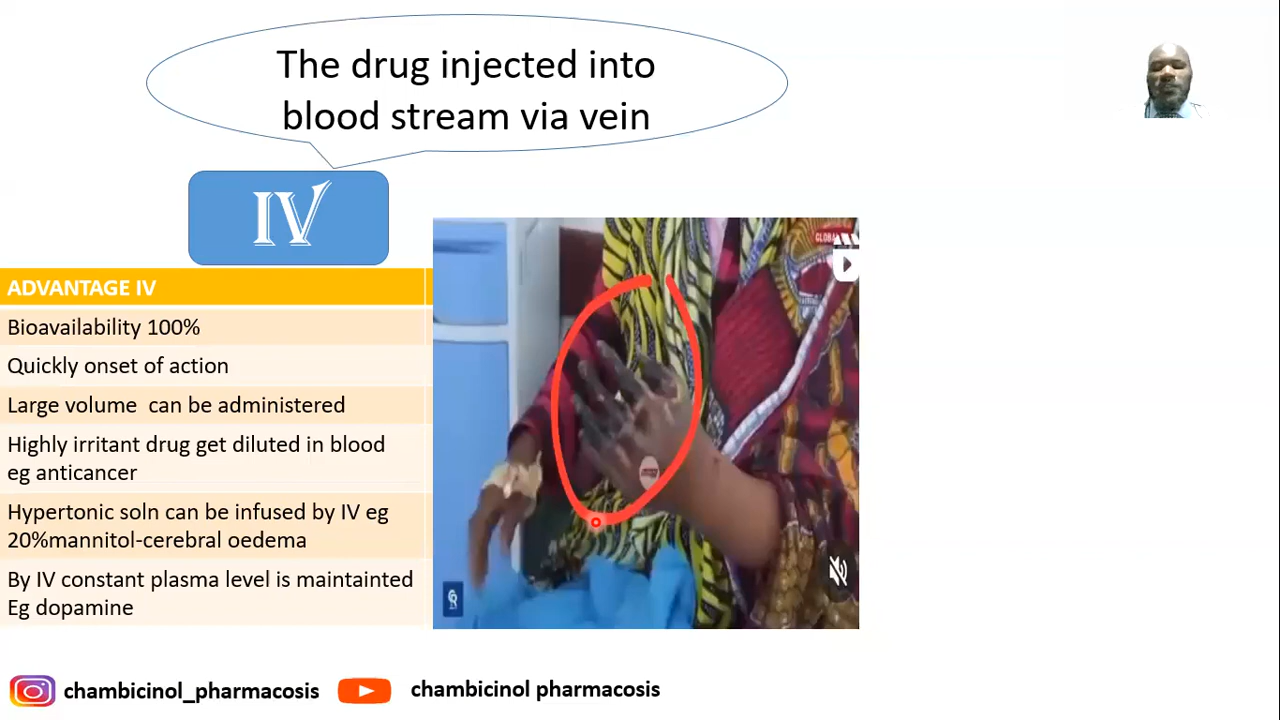 The drug injected into
blood stream via vein
IV
ADVANTAGE IV
Bioavailability 100%
Quickly onset of action
Large volume can be administered
Highly irritant drug get diluted in blood
eg anticancer
Hypertonic soln can be infused by IV eg
20%mannitol-cerebral oedema
By IV constant plasma level is maintainted
Eg dopamine
GLOBAL
chambicinol_pharmacosis
chambicinol pharmacosis